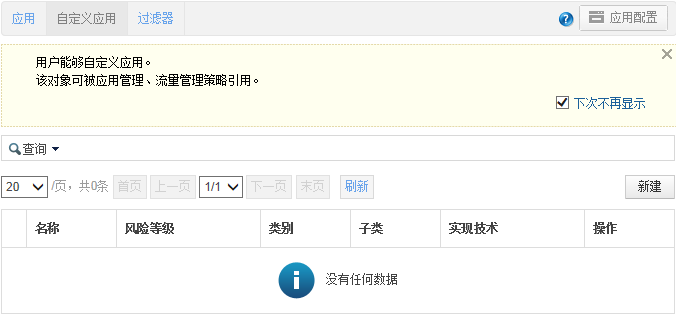 应用 自定义应用 过滤器 ? 应用配置
用户能够自定义应用。
该对象可被应用管理、流量管理策略引用。
下次不再显示
查询
20 /页，共0条 首页 上一页 1/1 下一页 末页 刷新 新建
名称 风险等级 类别 子类 实现技术 操作
没有任何数据